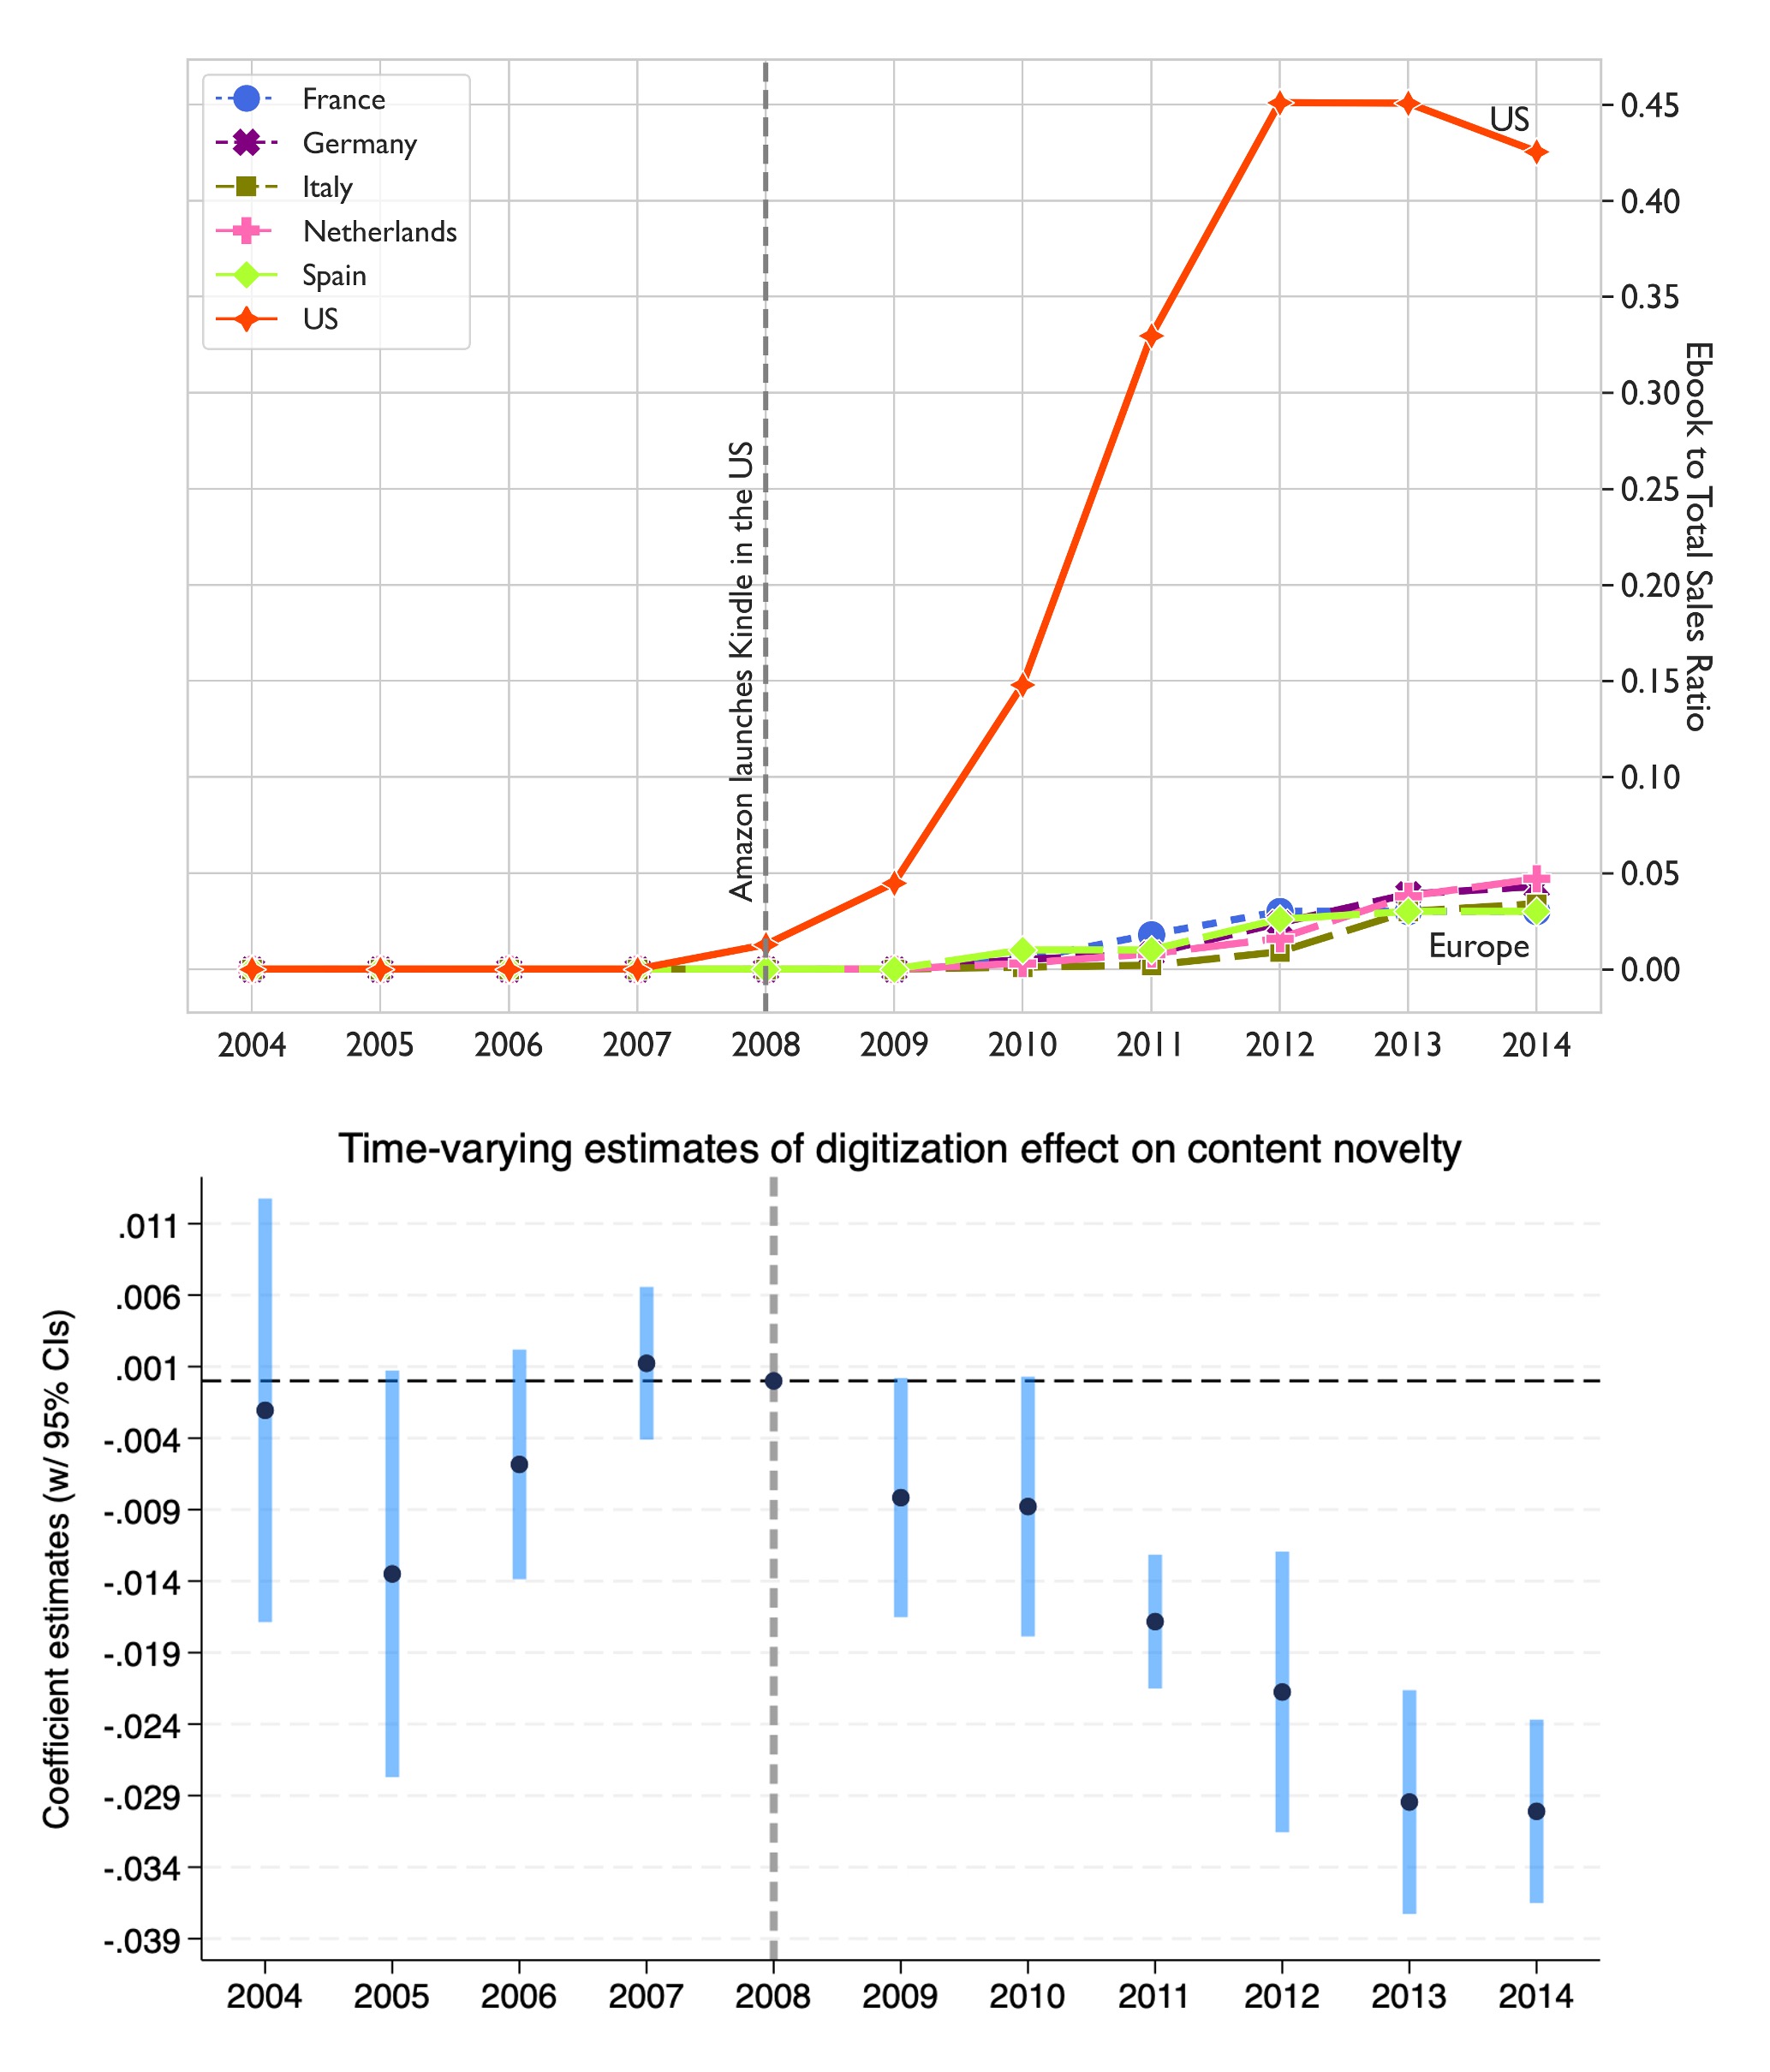 France
Germany
Italy
Netherlands
Spain
US
US
Europe
Amazon launches Kindle in the US
0.45
0.40
0.35
0.30
0.25
0.20
0.15
0.10
0.05
0.00
Ebook to Total Sales Ratio
2004 2005 2006 2007 2008 2009 2010 2011 2012 2013 2014
Time-varying estimates of digitization effect on content novelty
Coefficient estimates (w/ 95% CIs)
.011
.006
.001
-.004
-.009
-.014
-.019
-.024
-.029
-.034
-.039
2004 2005 2006 2007 2008 2009 2010 2011 2012 2013 2014